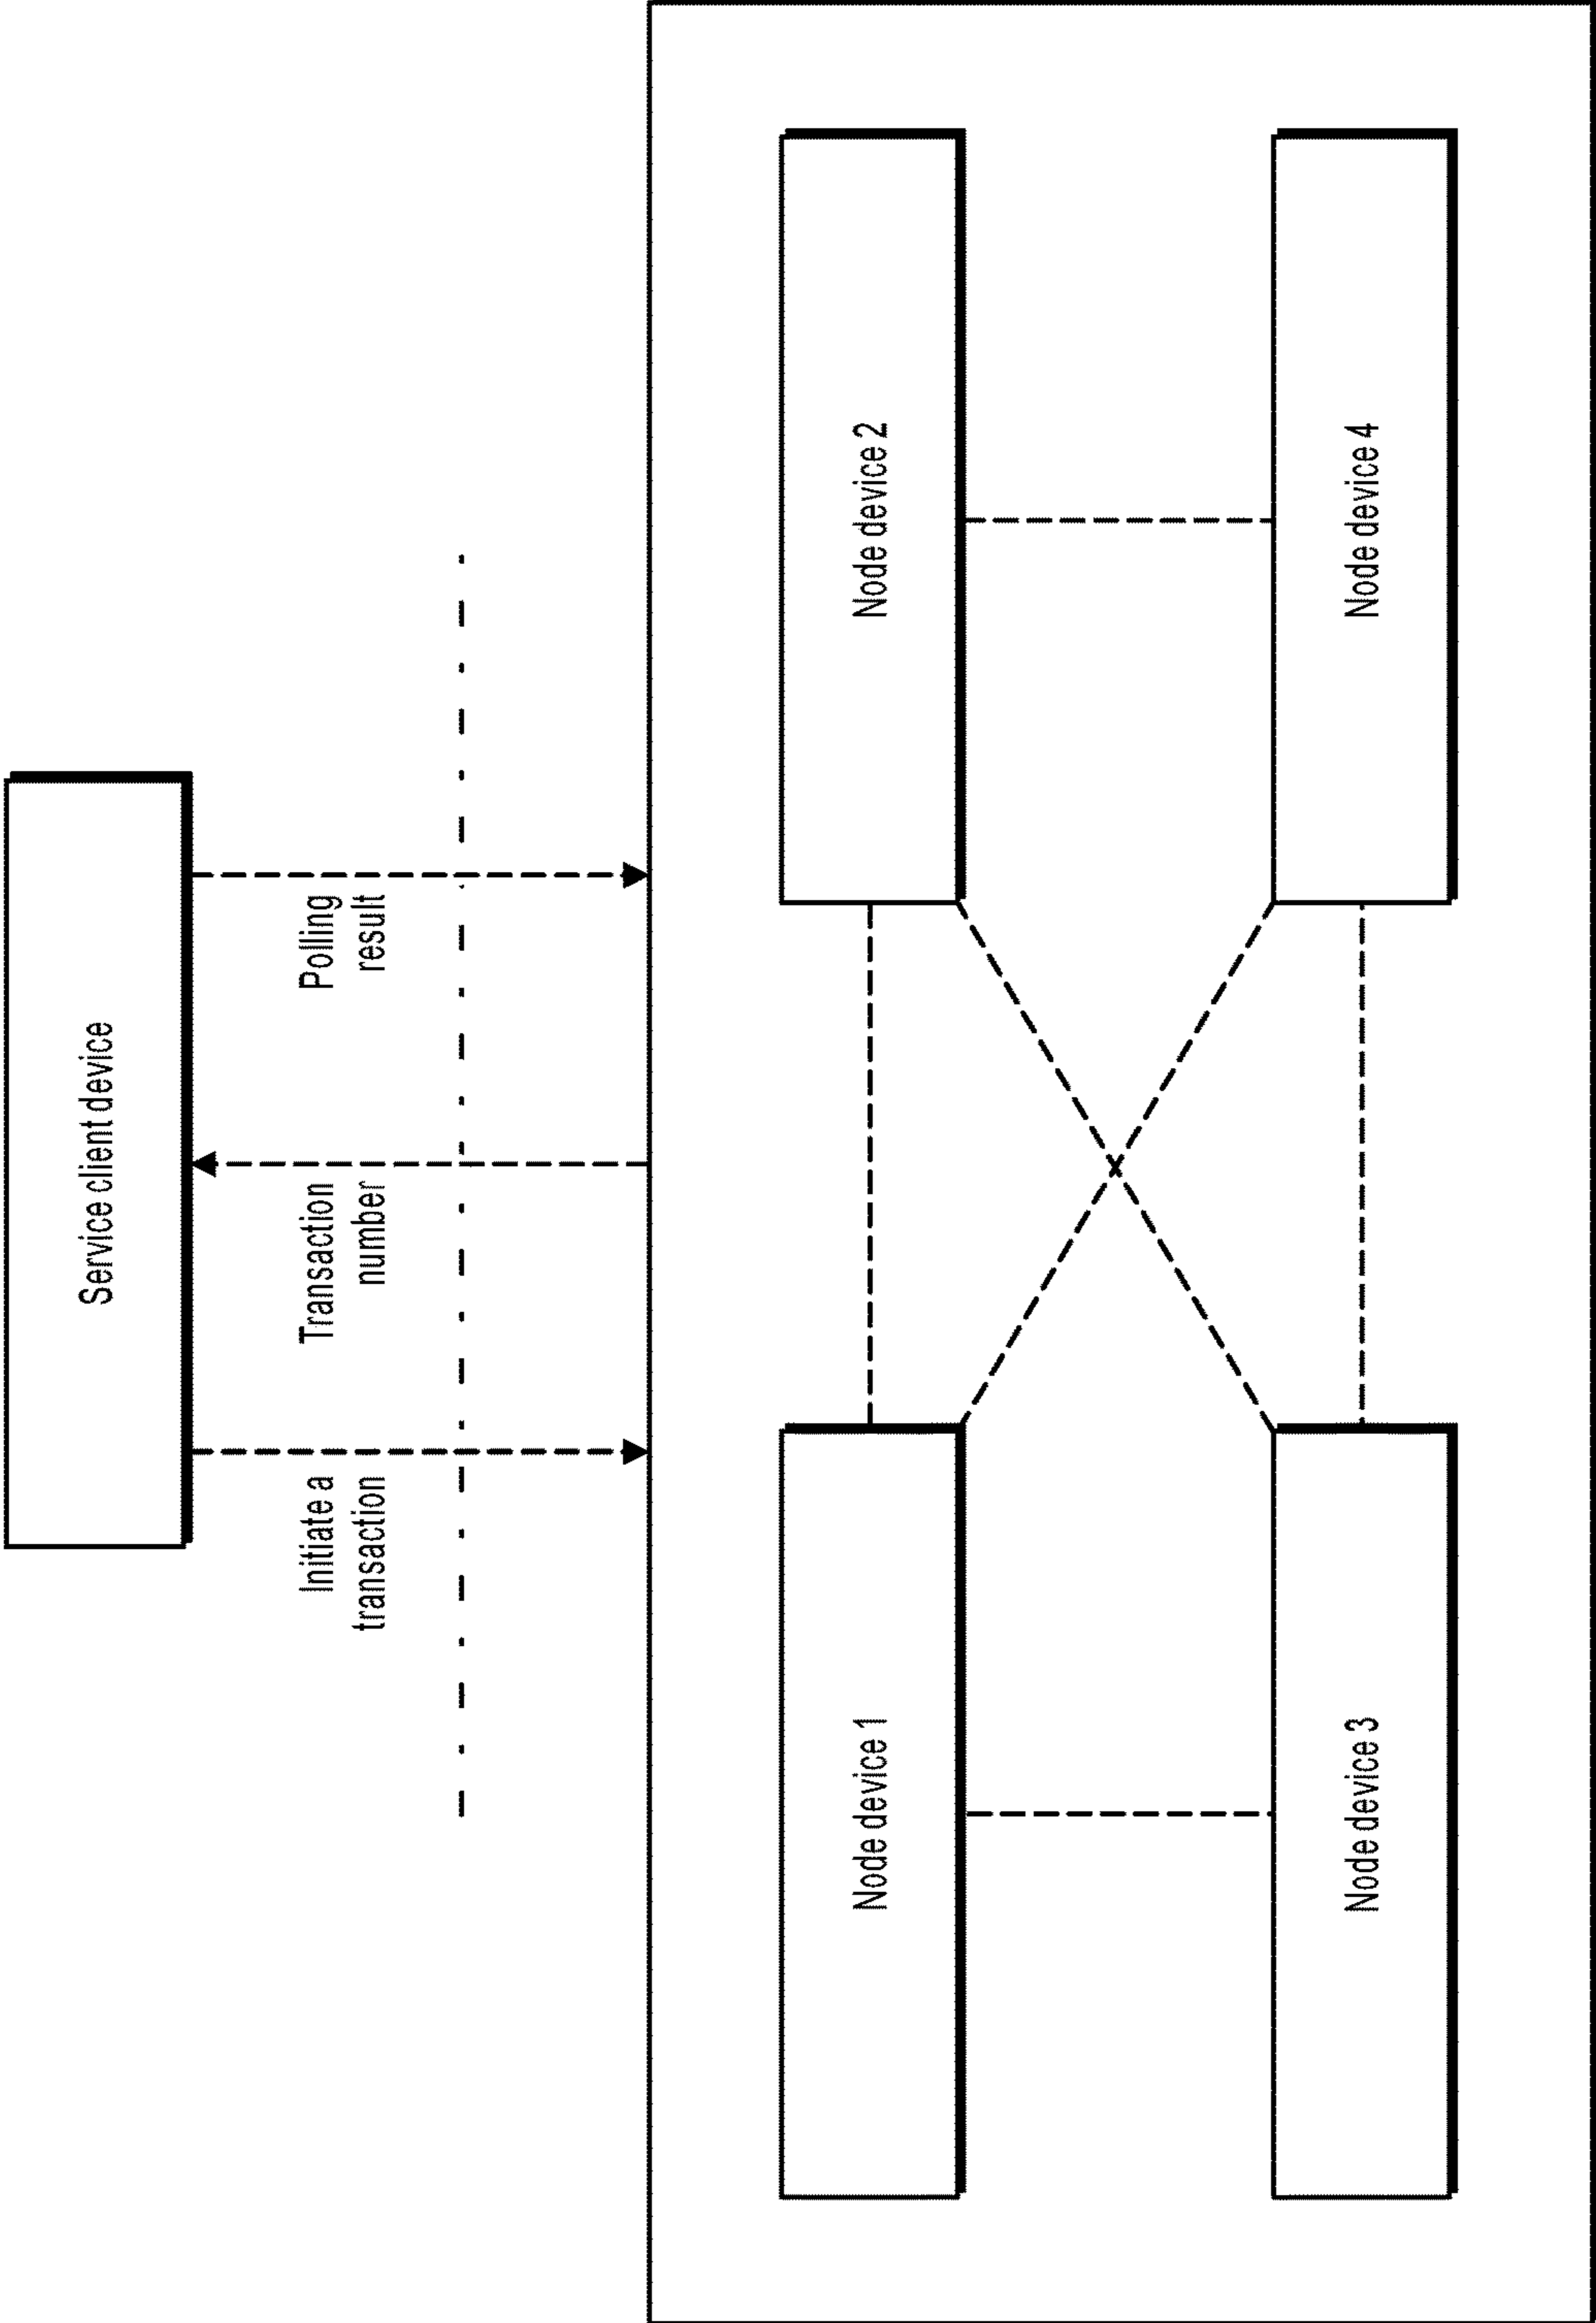 Service client device
Initiate a
transaction
Transaction
number
Polling
result
Node device 1
Node device 2
Node device 3
Node device 4